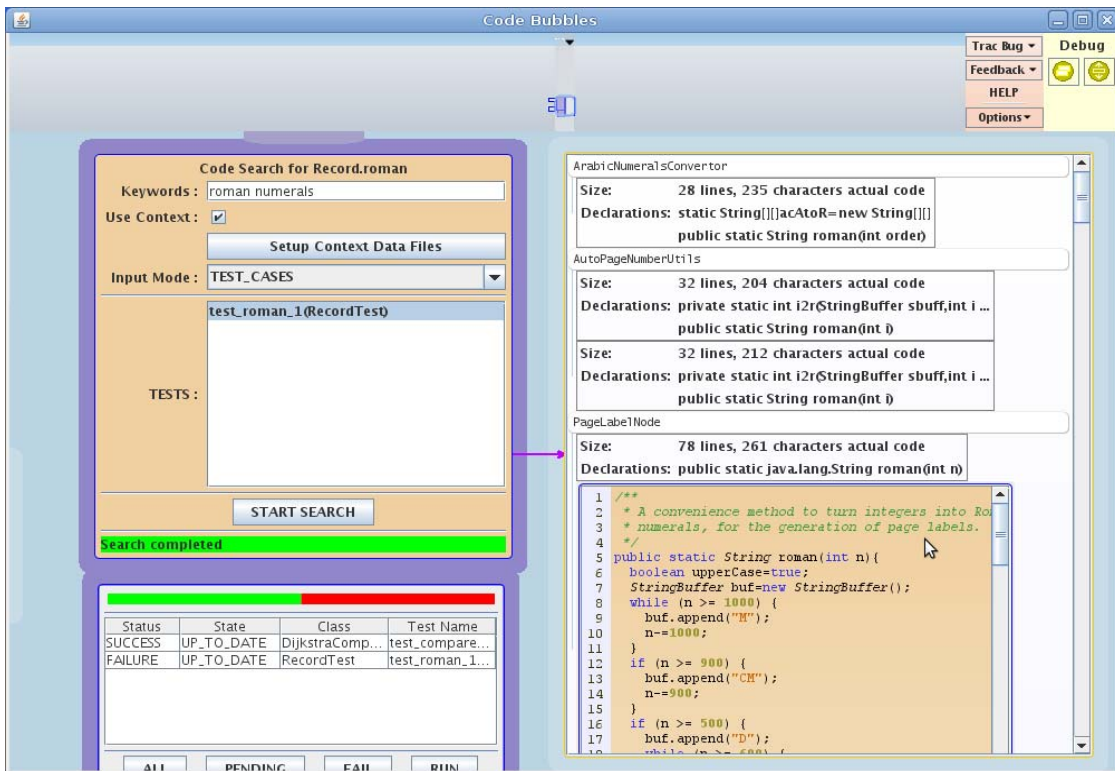 Code Bubbles
Trac Bug
Debug
Feedback
HELP
Options
Code Search for Record.roman
Keywords : roman numerals
Use Context :
Setup Context Data Files
Input Mode : TEST_CASES
test_roman_1(RecordTest)
TESTS :
START SEARCH
Search completed
Status State Class Test Name
SUCCESS UP_TO_DATE DijkstraComp... test_compare...
FAILURE UP_TO_DATE RecordTest test_roman_1...
ALL PENDING FAIL RUN
ArabicNumeralsConvertor
Size: 28 lines, 235 characters actual code
Declarations: static String[][]acAtoR=new String[][]
public static String roman(int order)
AutoPageNumberUtils
Size: 32 lines, 204 characters actual code
Declarations: private static int i2r(StringBuffer sbuff,int i ...
public static String roman(int i)
Size: 32 lines, 212 characters actual code
Declarations: private static int i2r(StringBuffer sbuff,int i ...
public static String roman(int i)
PageLabelNode
Size: 78 lines, 261 characters actual code
Declarations: public static java.lang.String roman(int n)
1 /**
2 * A convenience method to turn integers into Ro
3 * numerals, for the generation of page labels.
4 */
5 public static String roman(int n){
6 boolean upperCase=true;
7 StringBuffer buf=new StringBuffer();
8 while (n >= 1000) {
9 buf.append("M");
10 n-=1000;
11 }
12 if (n >= 900) {
13 buf.append("CM");
14 n-=900;
15 }
16 if (n >= 500) {
17 buf.append("D");
18 while (n >= 600) {